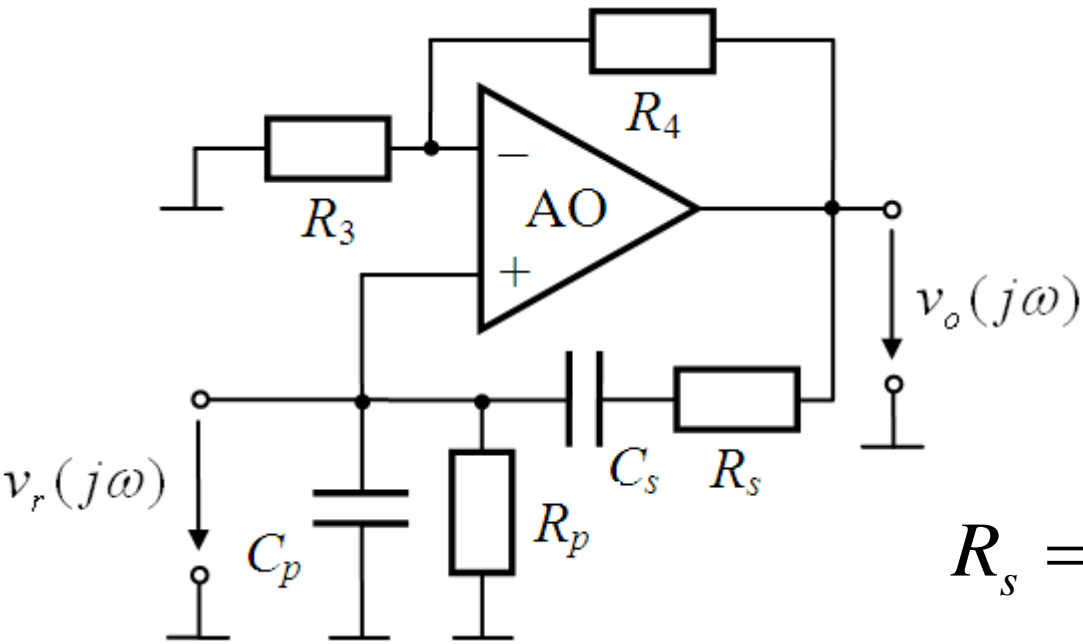 R₄
−
AO
R₃
+
vₒ(jω)
Cₛ Rₛ
vᵣ(jω)
Rₚ
Cₚ
Rₛ =